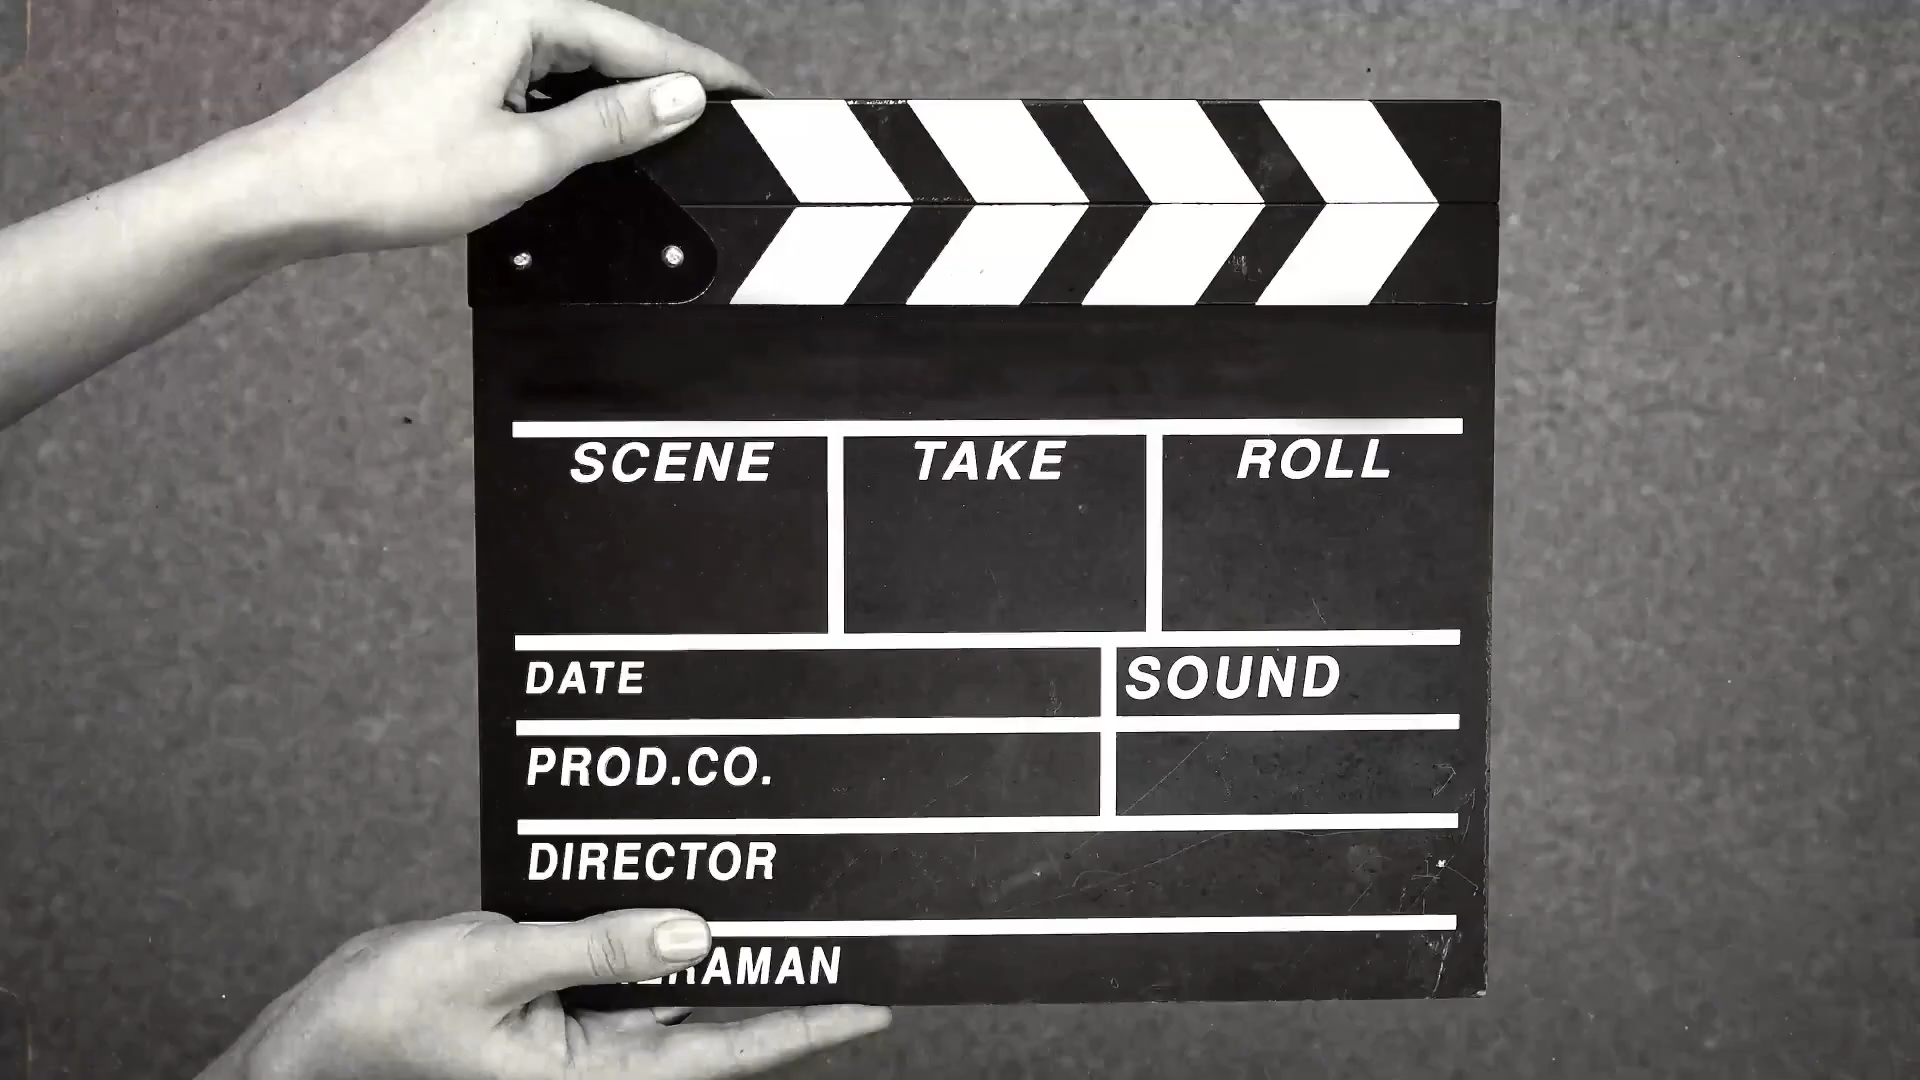 SCENE TAKE ROLL
DATE SOUND
PROD.CO.
DIRECTOR